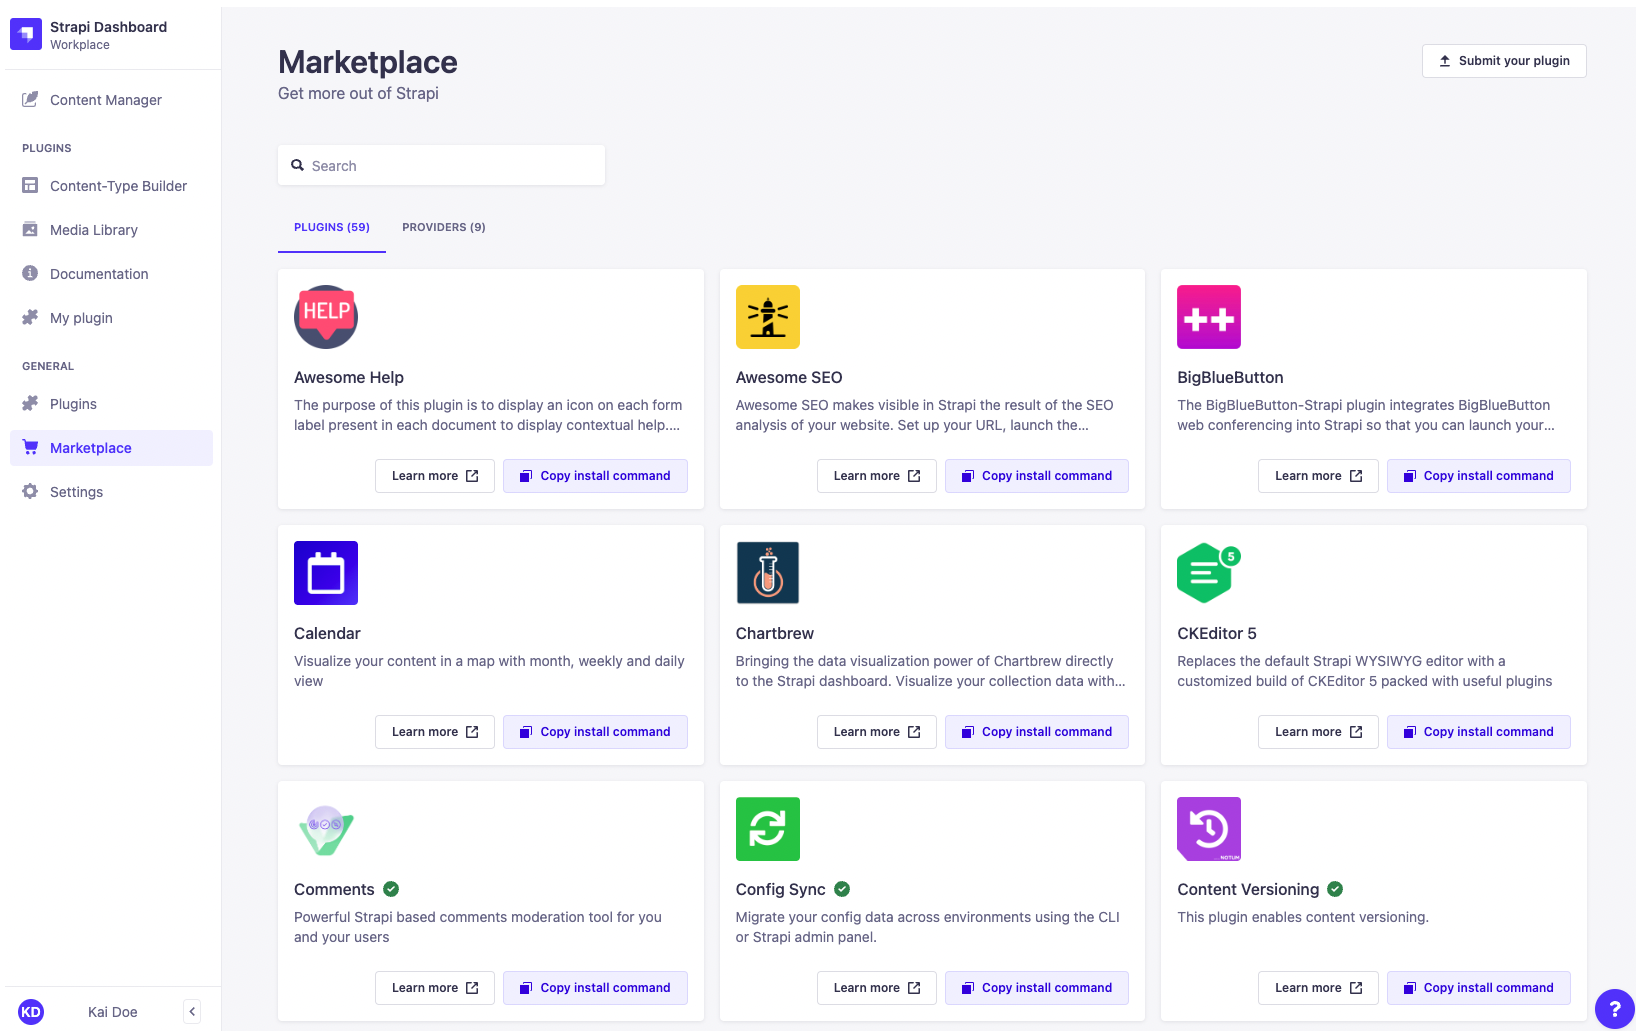 Strapi Dashboard
Workplace
Content Manager
PLUGINS
Content-Type Builder
Media Library
Documentation
My plugin
GENERAL
Plugins
Marketplace
Settings
KD
Kai Doe
Marketplace
Get more out of Strapi
Submit your plugin
Search
PLUGINS (59)
PROVIDERS (9)
HELP
Awesome Help
The purpose of this plugin is to display an icon on each form
label present in each document to display contextual help....
Learn more
Copy install command
Awesome SEO
Awesome SEO makes visible in Strapi the result of the SEO
analysis of your website. Set up your URL, launch the...
Learn more
Copy install command
++
BigBlueButton
The BigBlueButton-Strapi plugin integrates BigBlueButton
web conferencing into Strapi so that you can launch your...
Learn more
Copy install command
Calendar
Visualize your content in a map with month, weekly and daily
view
Learn more
Copy install command
Chartbrew
Bringing the data visualization power of Chartbrew directly
to the Strapi dashboard. Visualize your collection data with...
Learn more
Copy install command
5
CKEditor 5
Replaces the default Strapi WYSIWYG editor with a
customized build of CKEditor 5 packed with useful plugins
Learn more
Copy install command
Comments
Powerful Strapi based comments moderation tool for you
and your users
Learn more
Copy install command
Config Sync
Migrate your config data across environments using the CLI
or Strapi admin panel.
Learn more
Copy install command
NOTUM
Content Versioning
This plugin enables content versioning.
Learn more
Copy install command
?